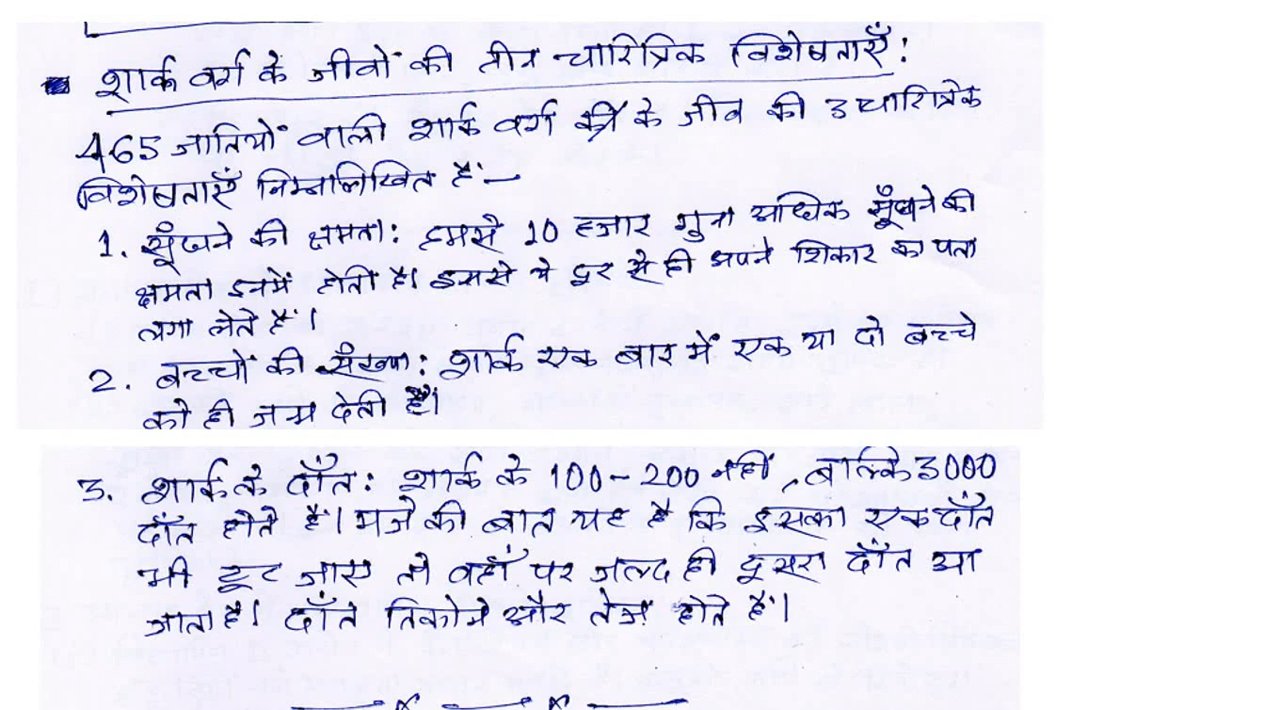 शार्क वर्ग के जीवों की तीन चारित्रिक विशेषताएँ:
465 जातियों वाली शार्क वर्ग के जीव की 3 चारित्रिक
विशेषताएँ निम्नलिखित हैं -
1. सूँघने की क्षमता: हमसे 10 हजार गुना अधिक सूँघने की
क्षमता इनमें होती है। इससे ये दूर से ही अपने शिकार का पता
लगा लेते हैं।
2. बच्चों की संख्या: शार्क एक बार में एक या दो बच्चे
को ही जन्म देती हैं।
3. शार्क के दाँत: शार्क के 100-200 नहीं, बल्कि 3000
दाँत होते हैं। मजे की बात यह है कि इसका एक दाँत
भी टूट जाए तो वहाँ पर जल्द ही दूसरा दाँत आ
जाता है। दाँत तिकोने और तेज होते हैं।